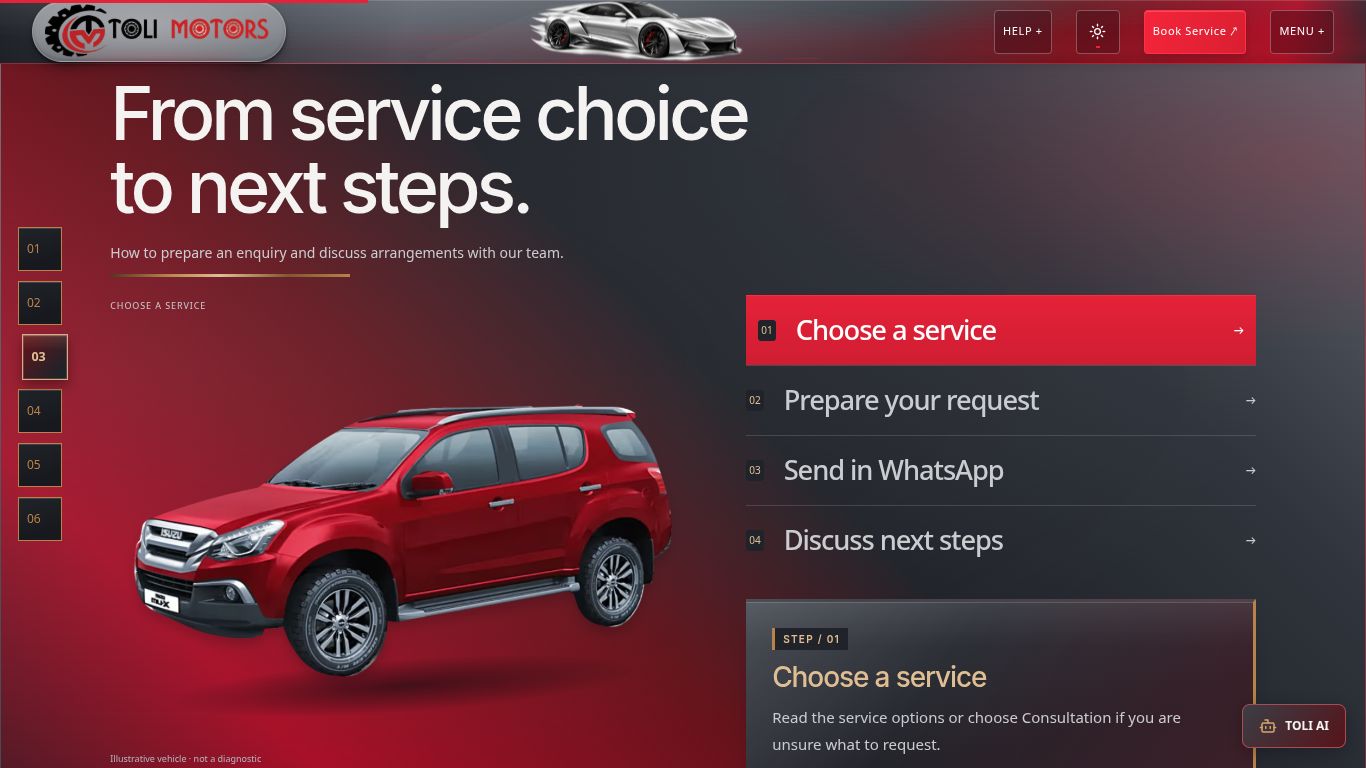 TOLI MOTORS
HELP +
Book Service ↗
MENU +
From service choice
to next steps.
How to prepare an enquiry and discuss arrangements with our team.
CHOOSE A SERVICE
01
02
03
04
05
06
ISUZU
MU-X
01 Choose a service →
02 Prepare your request →
03 Send in WhatsApp →
04 Discuss next steps →
STEP / 01
Choose a service
Read the service options or choose Consultation if you are
unsure what to request.
TOLI AI
Illustrative vehicle · not a diagnostic